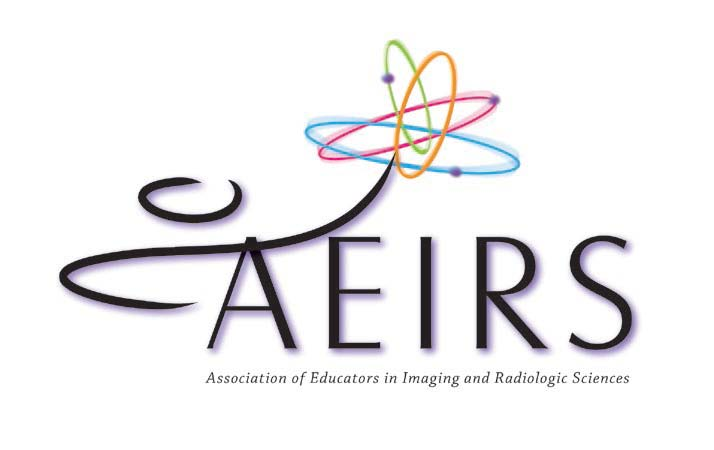 AEIRS
Association of Educators in Imaging and Radiologic Sciences